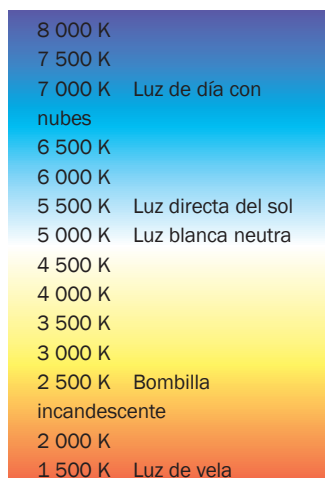 8 000 K
7 500 K
7 000 K Luz de día con
nubes
6 500 K
6 000 K
5 500 K Luz directa del sol
5 000 K Luz blanca neutra
4 500 K
4 000 K
3 500 K
3 000 K
2 500 K Bombilla
incandescente
2 000 K
1 500 K Luz de vela